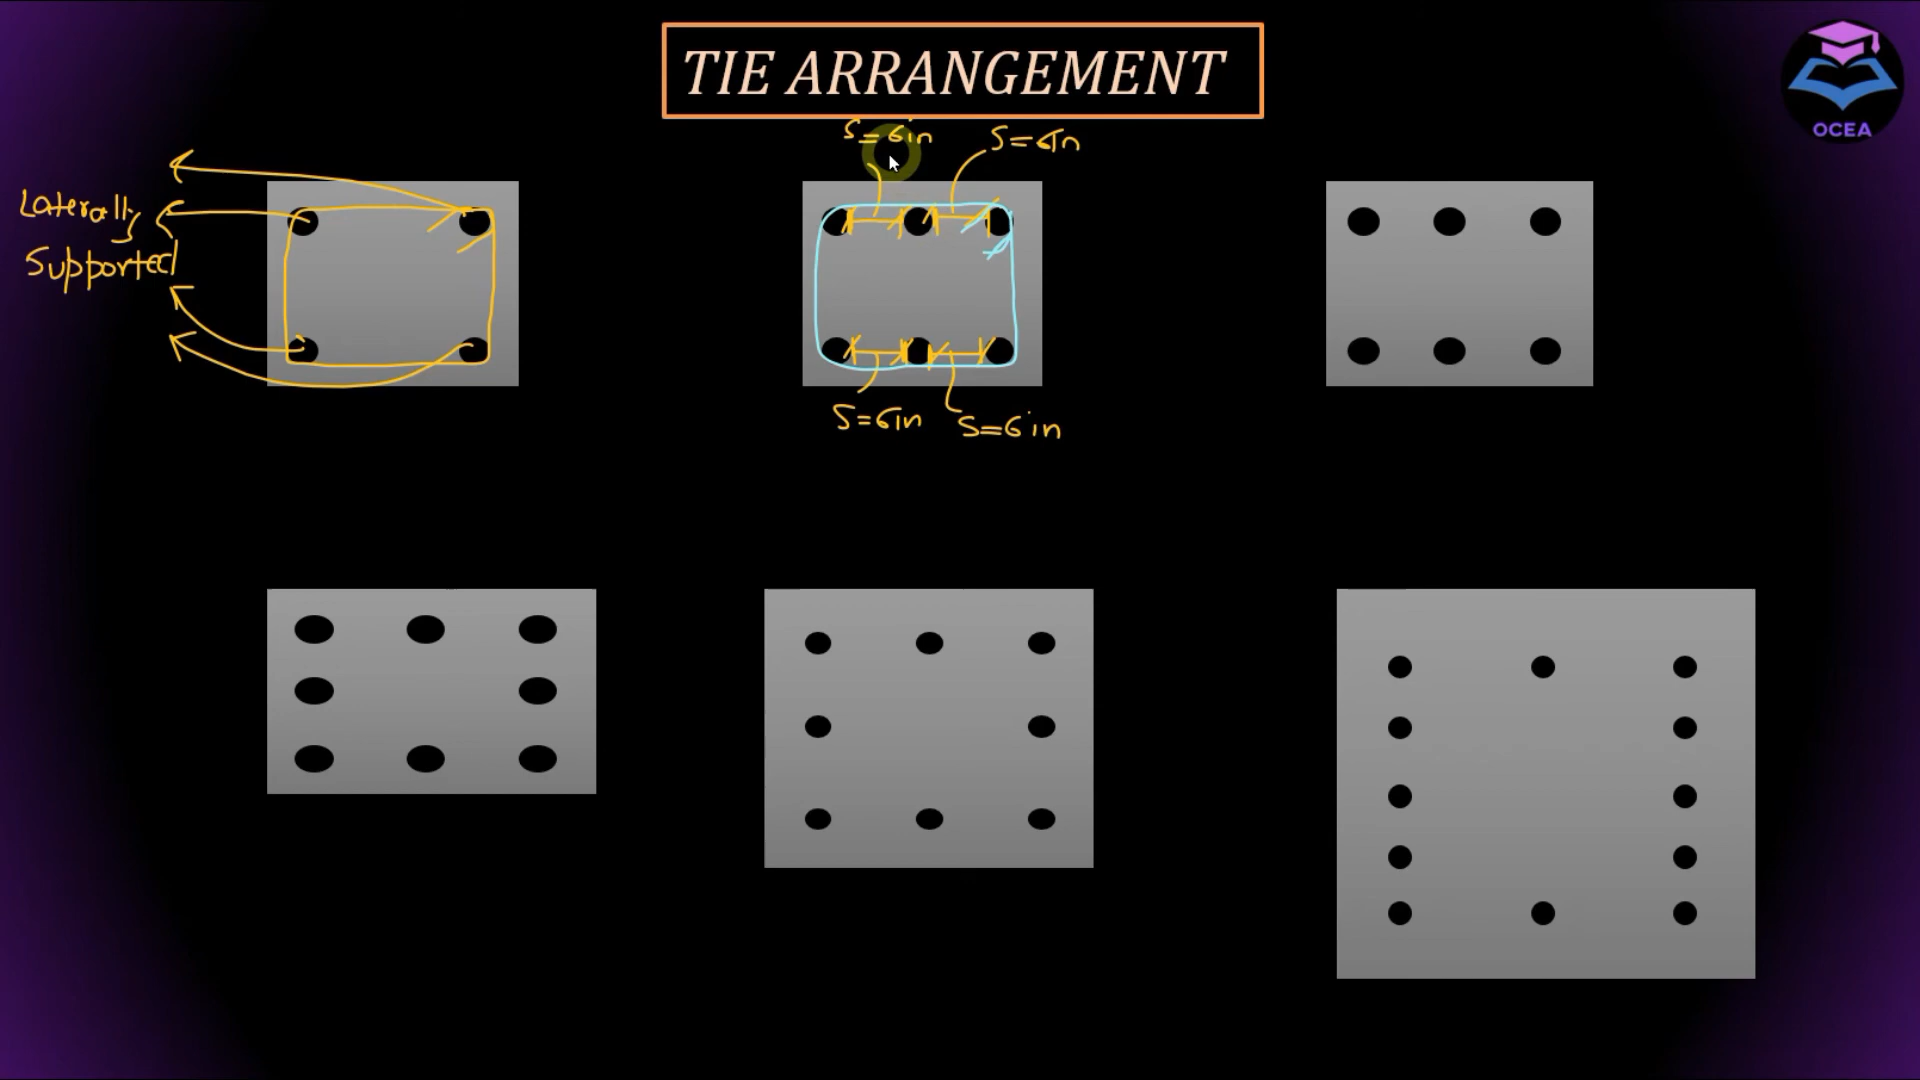 TIE ARRANGEMENT
OCEA
S=6in
S=6in
Laterally
Supported
S=6in
S=6in